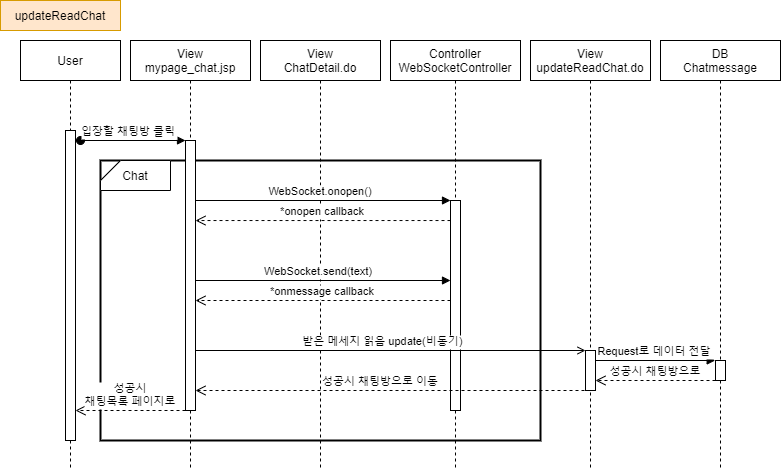 updateReadChat
User
View
mypage_chat.jsp
View
ChatDetail.do
Controller
WebSocketController
View
updateReadChat.do
DB
Chatmessage
입장할 채팅방 클릭
Chat
WebSocket.onopen()
*onopen callback
WebSocket.send(text)
*onmessage callback
받은 메세지 읽음 update(비동기)
Request로 데이터 전달
성공시 채팅방으로
성공시 채팅방으로 이동
성공시
채팅목록 페이지로